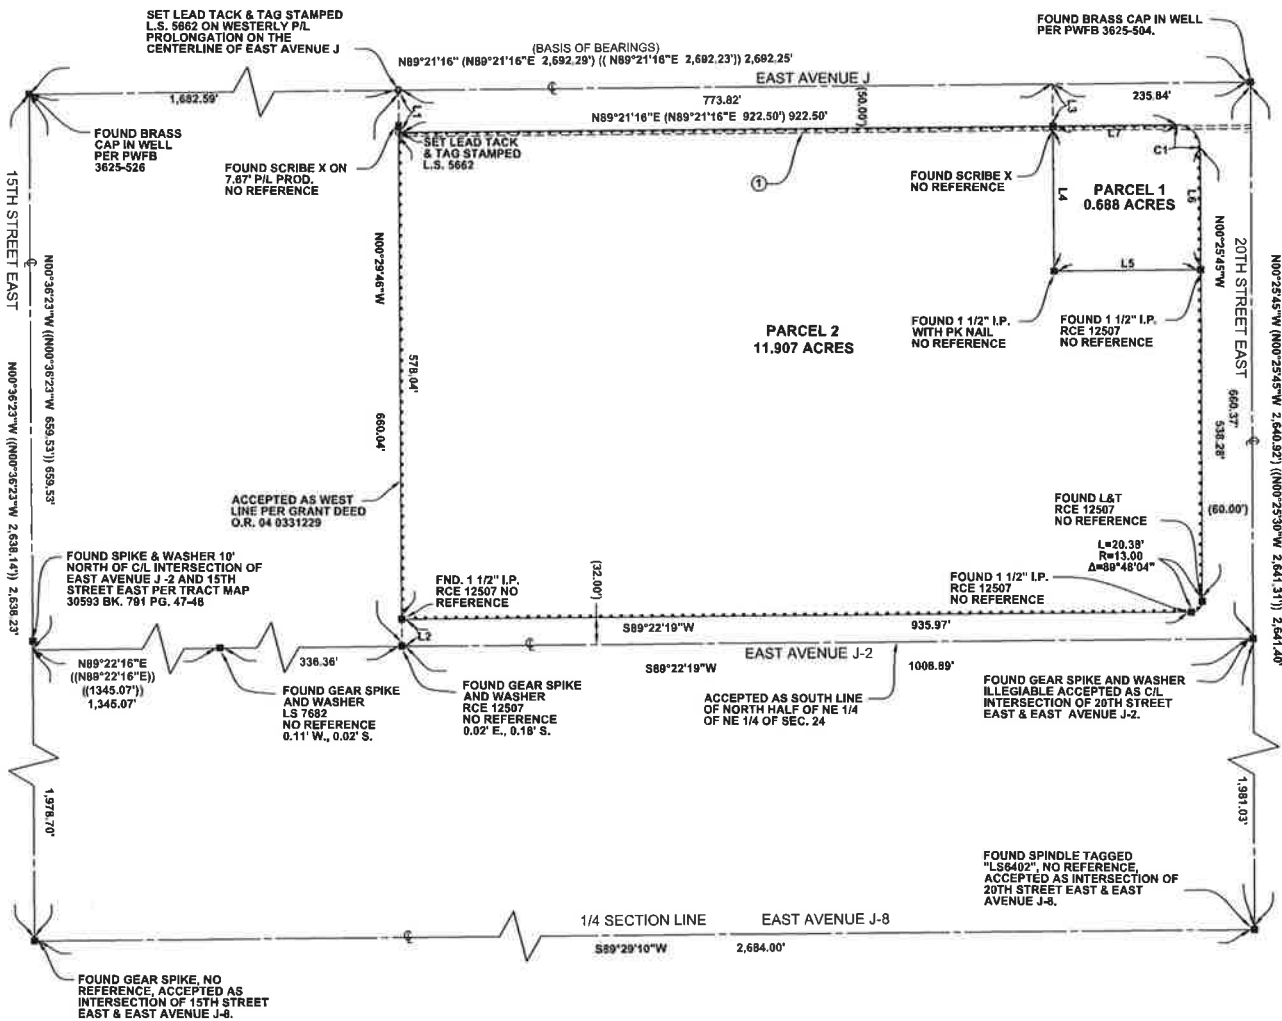 SET LEAD TACK & TAG STAMPED
L.S. 5662 ON WESTERLY P/L
PROLONGATION ON THE
CENTERLINE OF EAST AVENUE J
(BASIS OF BEARINGS)
N89°21'16" (N89°21'16"E 2,692.29') (( N89°21'16"E 2,692.23')) 2,692.25'
FOUND BRASS CAP IN WELL
PER PWFB 3625-504.
EAST AVENUE J
1,682.59'
773.82'
(50.00')
235.84'
L1
L3
N89°21'16"E (N89°21'16"E 922.50') 922.50'
FOUND BRASS
CAP IN WELL
PER PWFB
3625-526
SET LEAD TACK
& TAG STAMPED
L.S. 5662
L7
C1
FOUND SCRIBE X ON
7.67' P/L PROD.
NO REFERENCE
1
FOUND SCRIBE X
NO REFERENCE
L4
PARCEL 1
0.688 ACRES
L6
15TH STREET EAST
N00°36'23"W ((N00°36'23"W 659.53')) 659.53'
N00°36'23"W ((N00°36'23"W 2,638.14')) 2,638.23'
N00°29'46"W
578.04'
660.04'
L5
N00°25'45"W
20TH STREET EAST
N00°25'45"W (N00°25'45"W 2,640.92') ((N00°25'30"W 2,641.31')) 2,641.40'
FOUND 1 1/2" I.P.
WITH PK NAIL
NO REFERENCE
FOUND 1 1/2" I.P.
RCE 12507
NO REFERENCE
PARCEL 2
11.907 ACRES
660.37'
538.28'
(60.00')
ACCEPTED AS WEST
LINE PER GRANT DEED
O.R. 04 0331229
FOUND L&T
RCE 12507
NO REFERENCE
L=20.38'
R=13.00
Δ=89°48'04"
FOUND SPIKE & WASHER 10'
NORTH OF C/L INTERSECTION OF
EAST AVENUE J -2 AND 15TH
STREET EAST PER TRACT MAP
30593 BK. 791 PG. 47-48
FND. 1 1/2" I.P.
RCE 12507 NO
REFERENCE
(32.00')
FOUND 1 1/2" I.P.
RCE 12507
NO REFERENCE
L2
S89°22'19"W 935.97'
EAST AVENUE J-2
N89°22'16"E
((N89°22'16"E))
((1345.07'))
1,345.07'
336.36'
S89°22'19"W 1006.89'
FOUND GEAR SPIKE
AND WASHER
LS 7682
NO REFERENCE
0.11' W., 0.02' S.
FOUND GEAR SPIKE
AND WASHER
RCE 12507
NO REFERENCE
0.02' E., 0.18' S.
ACCEPTED AS SOUTH LINE
OF NORTH HALF OF NE 1/4
OF NE 1/4 OF SEC. 24
FOUND GEAR SPIKE AND WASHER
ILLEGIABLE ACCEPTED AS C/L
INTERSECTION OF 20TH STREET
EAST & EAST AVENUE J-2.
1,978.70'
1,981.03'
FOUND SPINDLE TAGGED
"LS6402", NO REFERENCE,
ACCEPTED AS INTERSECTION OF
20TH STREET EAST & EAST
AVENUE J-8.
1/4 SECTION LINE EAST AVENUE J-8
S89°29'10"W 2,684.00'
FOUND GEAR SPIKE, NO
REFERENCE, ACCEPTED AS
INTERSECTION OF 15TH STREET
EAST & EAST AVENUE J-8.